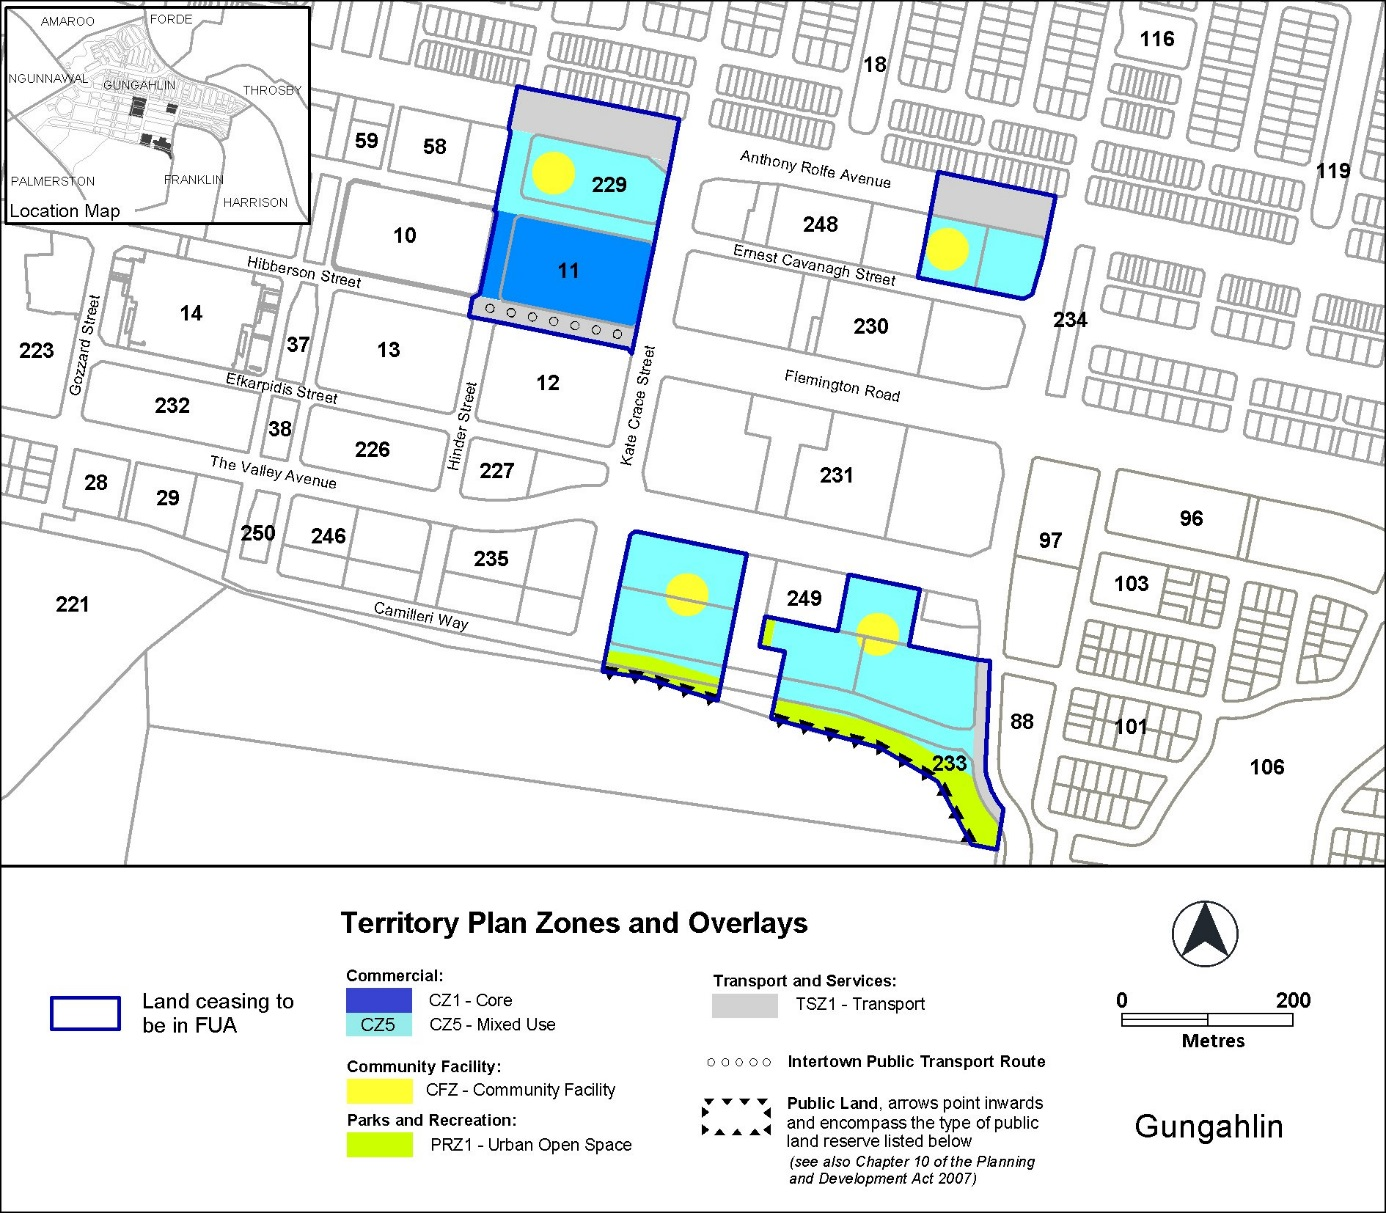 AMAROO
FORDE
NGUNNAWAL
GUNGAHLIN
THROSBY
PALMERSTON
FRANKLIN
HARRISON
Location Map
116
18
59
58
119
Anthony Rolfe Avenue
229
248
10
Ernest Cavanagh Street
11
Hibberson Street
14
234
230
223
Gozzard Street
37
13
12
Flemington Road
Efkarpidis Street
232
38
Hinder Street
Kate Crace Street
226
227
231
The Valley Avenue
28
29
250
246
235
97
96
103
221
249
Camilleri Way
88
101
233
106
Territory Plan Zones and Overlays
Land ceasing to
be in FUA
Commercial:
CZ1 - Core
CZ5
CZ5 - Mixed Use
Community Facility:
CFZ - Community Facility
Parks and Recreation:
PRZ1 - Urban Open Space
Transport and Services:
TSZ1 - Transport
Intertown Public Transport Route
Public Land, arrows point inwards
and encompass the type of public
land reserve listed below
(see also Chapter 10 of the Planning
and Development Act 2007)
0 200
Metres
Gungahlin